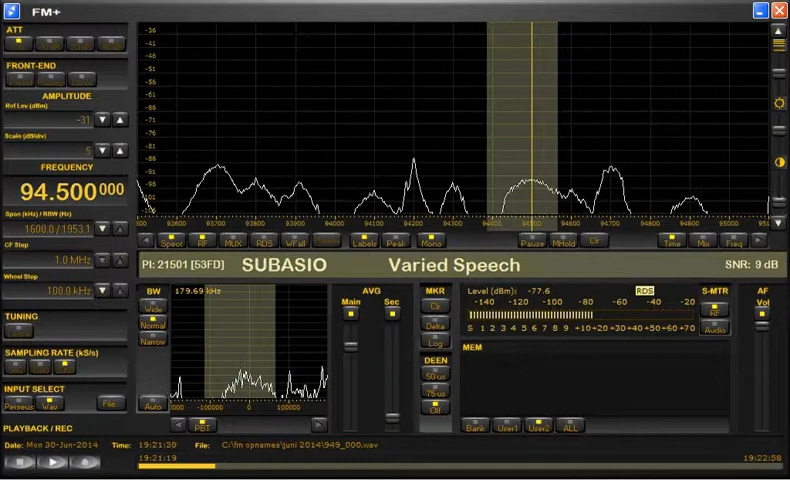 FM+
ATT
FRONT-END
AMPLITUDE
Ref Lev (dBm)
-31
Scale (dB/div)
5
FREQUENCY
94.500000
Span (kHz) / RBW (Hz)
1600.0 / 1953.1
CF Step
1.0 MHz
Wheel Step
100.0 kHz
TUNING
SAMPLING RATE (kS/s)
INPUT SELECT
Perseus Wav File..
PLAYBACK / REC
-36
-41
-46
-51
-56
-61
-66
-71
-76
-81
-86
-91
-96
-101
93600 93700 93800 93900 94000 94100 94200 94300 94400 94500 94600 94700 94800 94900
Spect RF MUX RDS WFall Labels Peak Mono Pause MHold Clr Time Mix Freq
PI: 21501 [53FD] SUBASIO Varied Speech SNR: 9 dB
BW
Wide
Normal
Narrow
Auto
179.69 kHz
-100000 0 100000
PBT
AVG
Main Sec
MKR
Clr
Delta
Log
DEEN
50 us
75 us
Off
Level (dBm): -77.6 RDS
-140 -120 -100 -80 -60 -40 -20
S 1 3 5 7 9 +10 +20 +30 +40 +50 +60 +70
S-MTR
RF
Audio
MEM
Bank User1 User2 ALL
AF
Vol
Date: Mon 30-Jun-2014 Time: 19:21:30 File: C:\fm opnames\juni 2014\949_000.wav
19:21:19 19:22:58